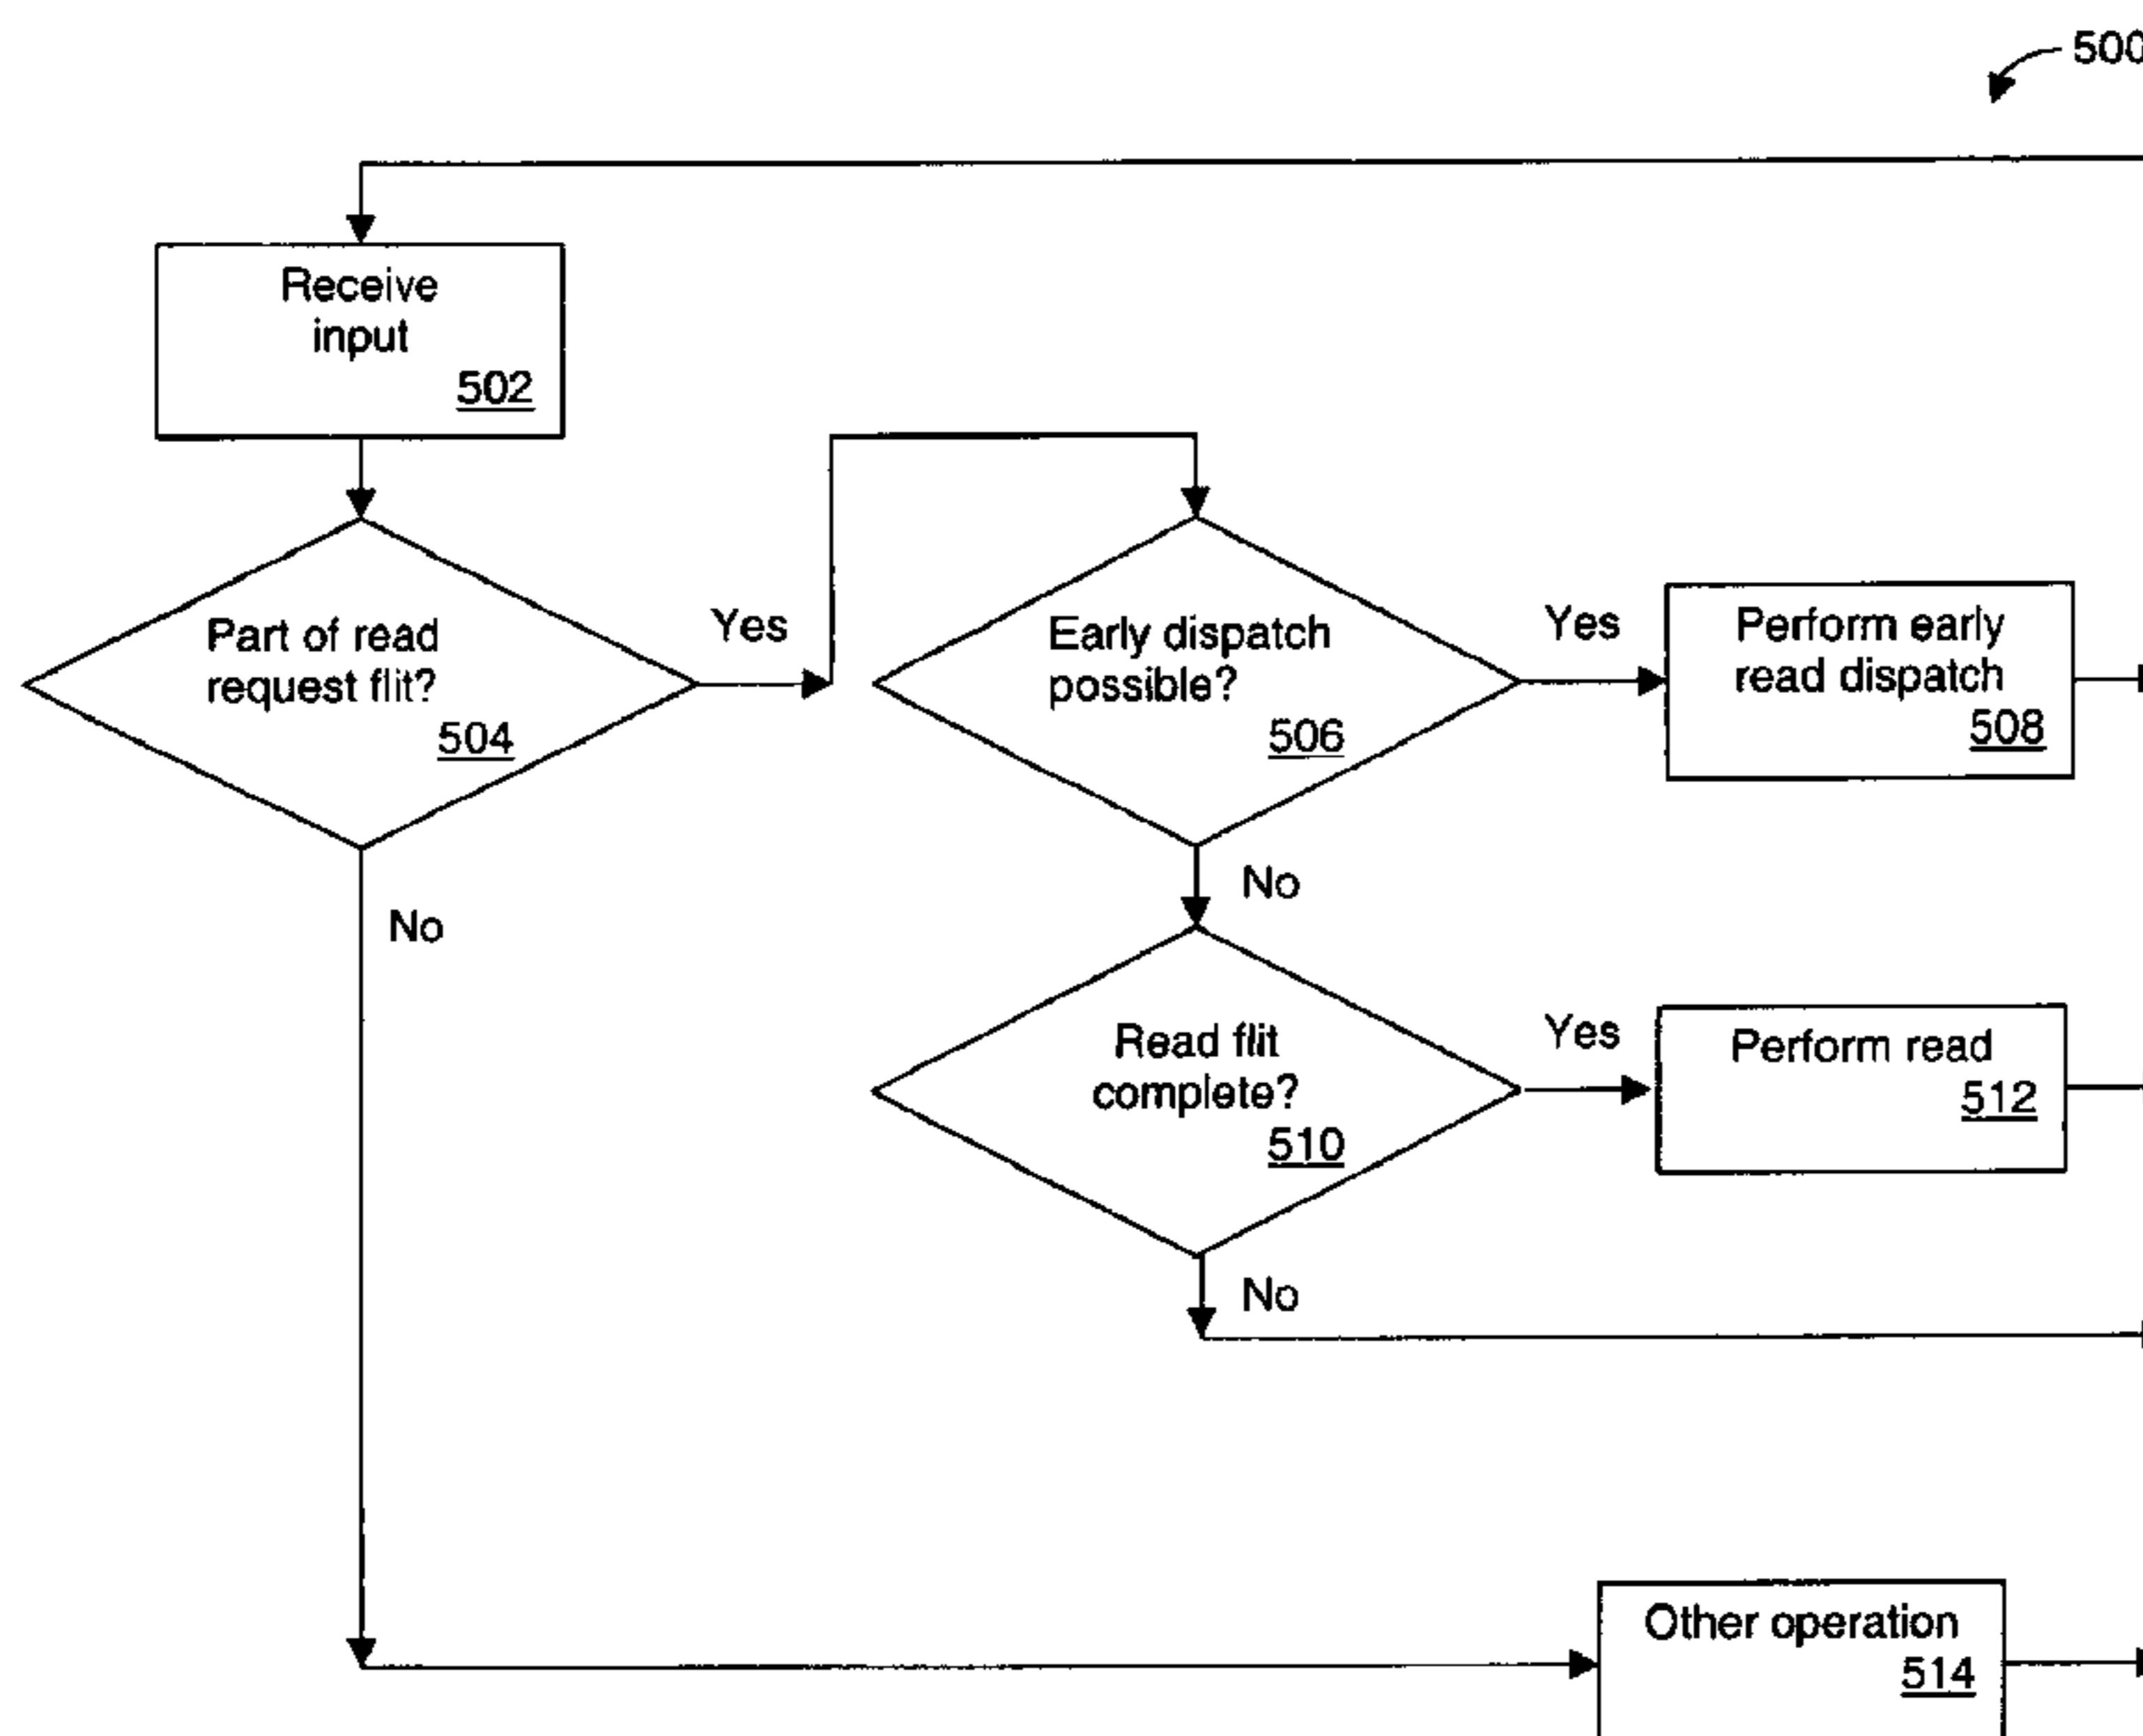 500
Receive
input
502
Part of read
request flit?
504
Yes
No
Early dispatch
possible?
506
Yes
No
Perform early
read dispatch
508
Read flit
complete?
510
Yes
No
Perform read
512
Other operation
514